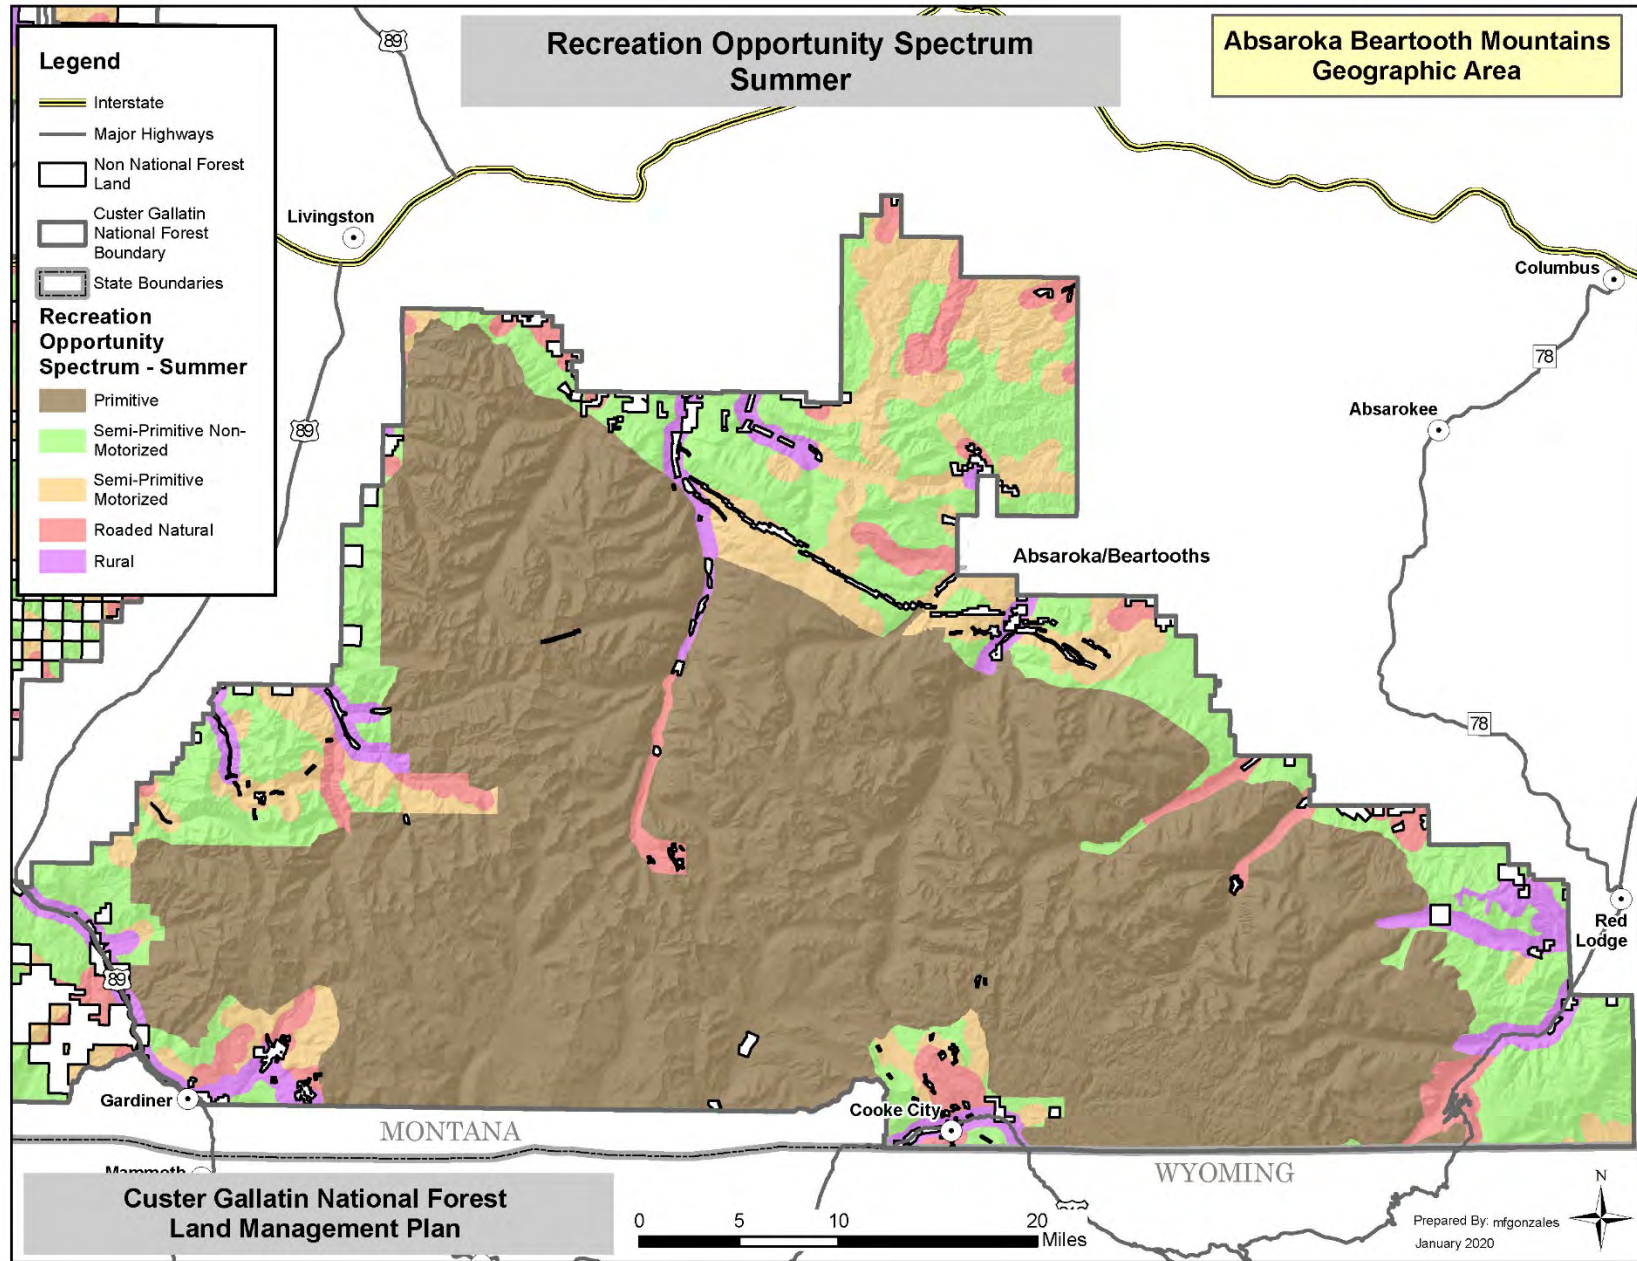 Recreation Opportunity Spectrum
Summer
Absaroka Beartooth Mountains
Geographic Area
Legend
Interstate
Major Highways
Non National Forest
Land
Custer Gallatin
National Forest
Boundary
State Boundaries
Recreation
Opportunity
Spectrum - Summer
Primitive
Semi-Primitive Non-
Motorized
Semi-Primitive
Motorized
Roaded Natural
Rural
89
Livingston
Columbus
78
89
Absarokee
Absaroka/Beartooths
78
Red
Lodge
89
Gardiner
Cooke City
MONTANA
WYOMING
Mammoth
Custer Gallatin National Forest
Land Management Plan
0 5 10 20
Miles
N
Prepared By: mfgonzales
January 2020